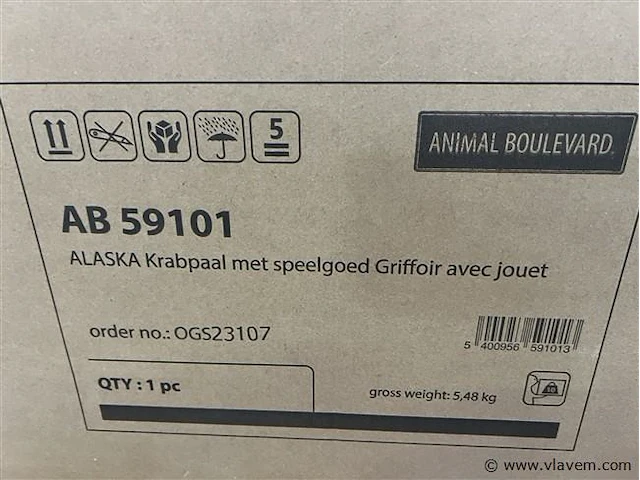 5
ANIMAL BOULEVARD
AB 59101
ALASKA Krabpaal met speelgoed Griffoir avec jouet
order no.: OGS23107
5 400956 591013
QTY : 1 pc
gross weight: 5,48 kg
10
© www.vlavem.com